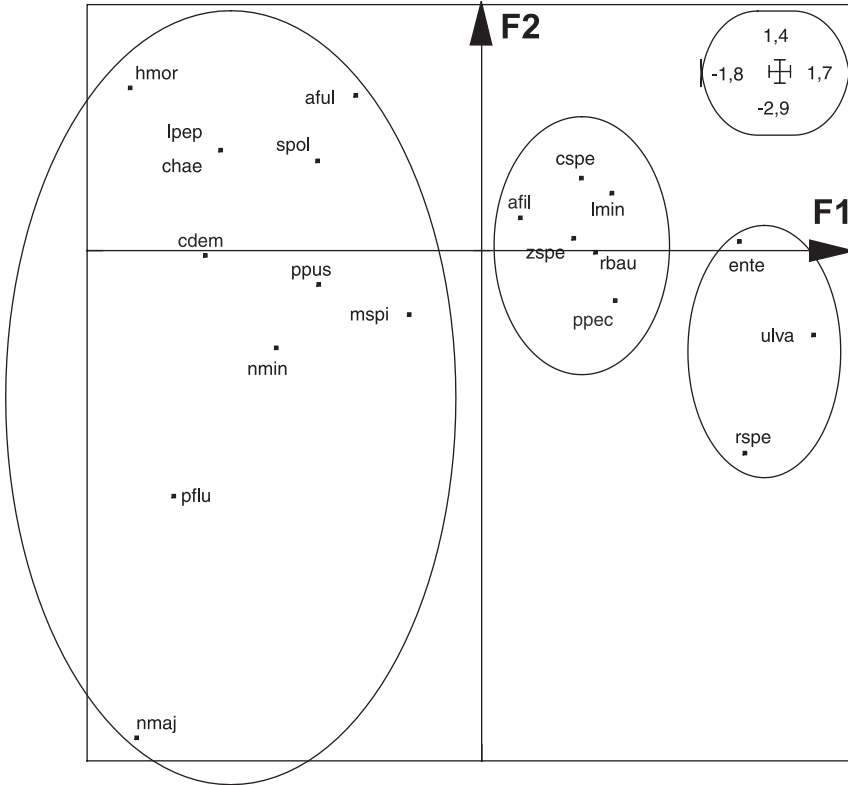 F2
1,4
-1,8 1,7
-2,9
hmor
aful
lpep
chae
spol
cspe
afil
lmin
F1
cdem
zspe
rbau
ente
ppus
mspi
ppec
ulva
nmin
rspe
pflu
nmaj